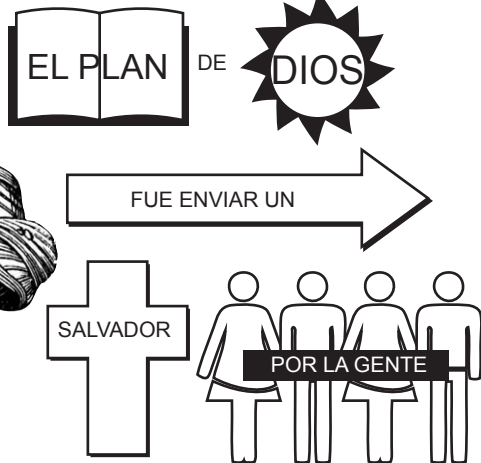 EL PLAN
DE
DIOS
FUE ENVIAR UN
SALVADOR
POR LA GENTE